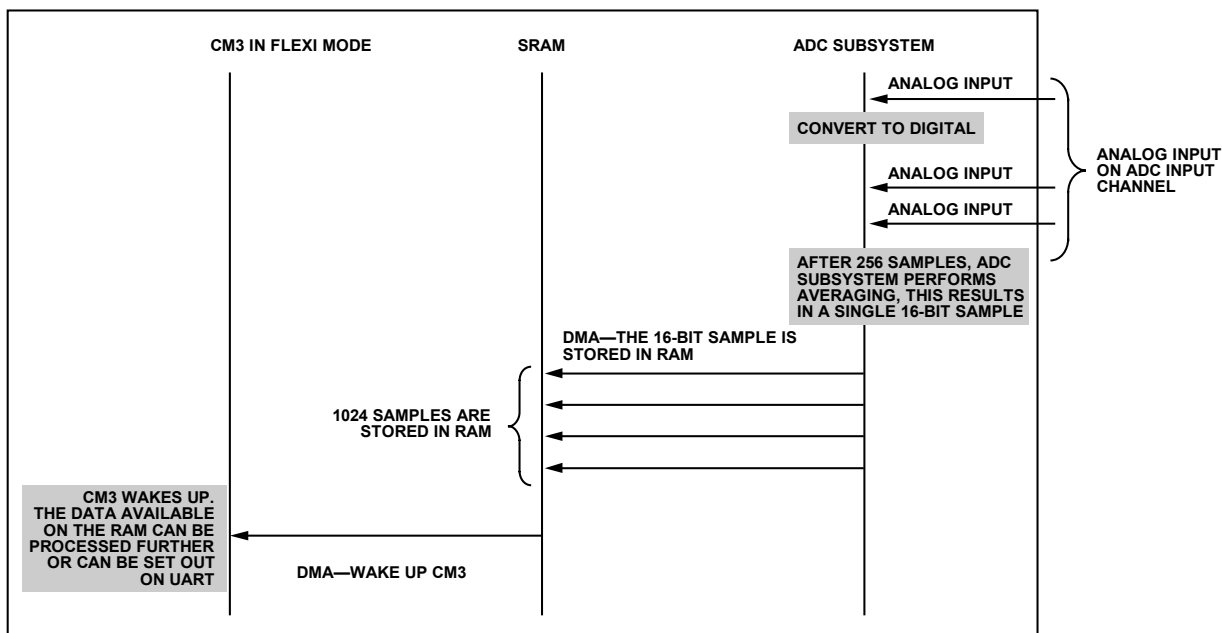 CM3 IN FLEXI MODE
SRAM
ADC SUBSYSTEM
ANALOG INPUT
CONVERT TO DIGITAL
ANALOG INPUT
ANALOG INPUT
ANALOG INPUT
ON ADC INPUT
CHANNEL
AFTER 256 SAMPLES, ADC
SUBSYSTEM PERFORMS
AVERAGING, THIS RESULTS
IN A SINGLE 16-BIT SAMPLE
DMA—THE 16-BIT SAMPLE IS
STORED IN RAM
1024 SAMPLES ARE
STORED IN RAM
CM3 WAKES UP.
THE DATA AVAILABLE
ON THE RAM CAN BE
PROCESSED FURTHER
OR CAN BE SET OUT
ON UART
DMA—WAKE UP CM3